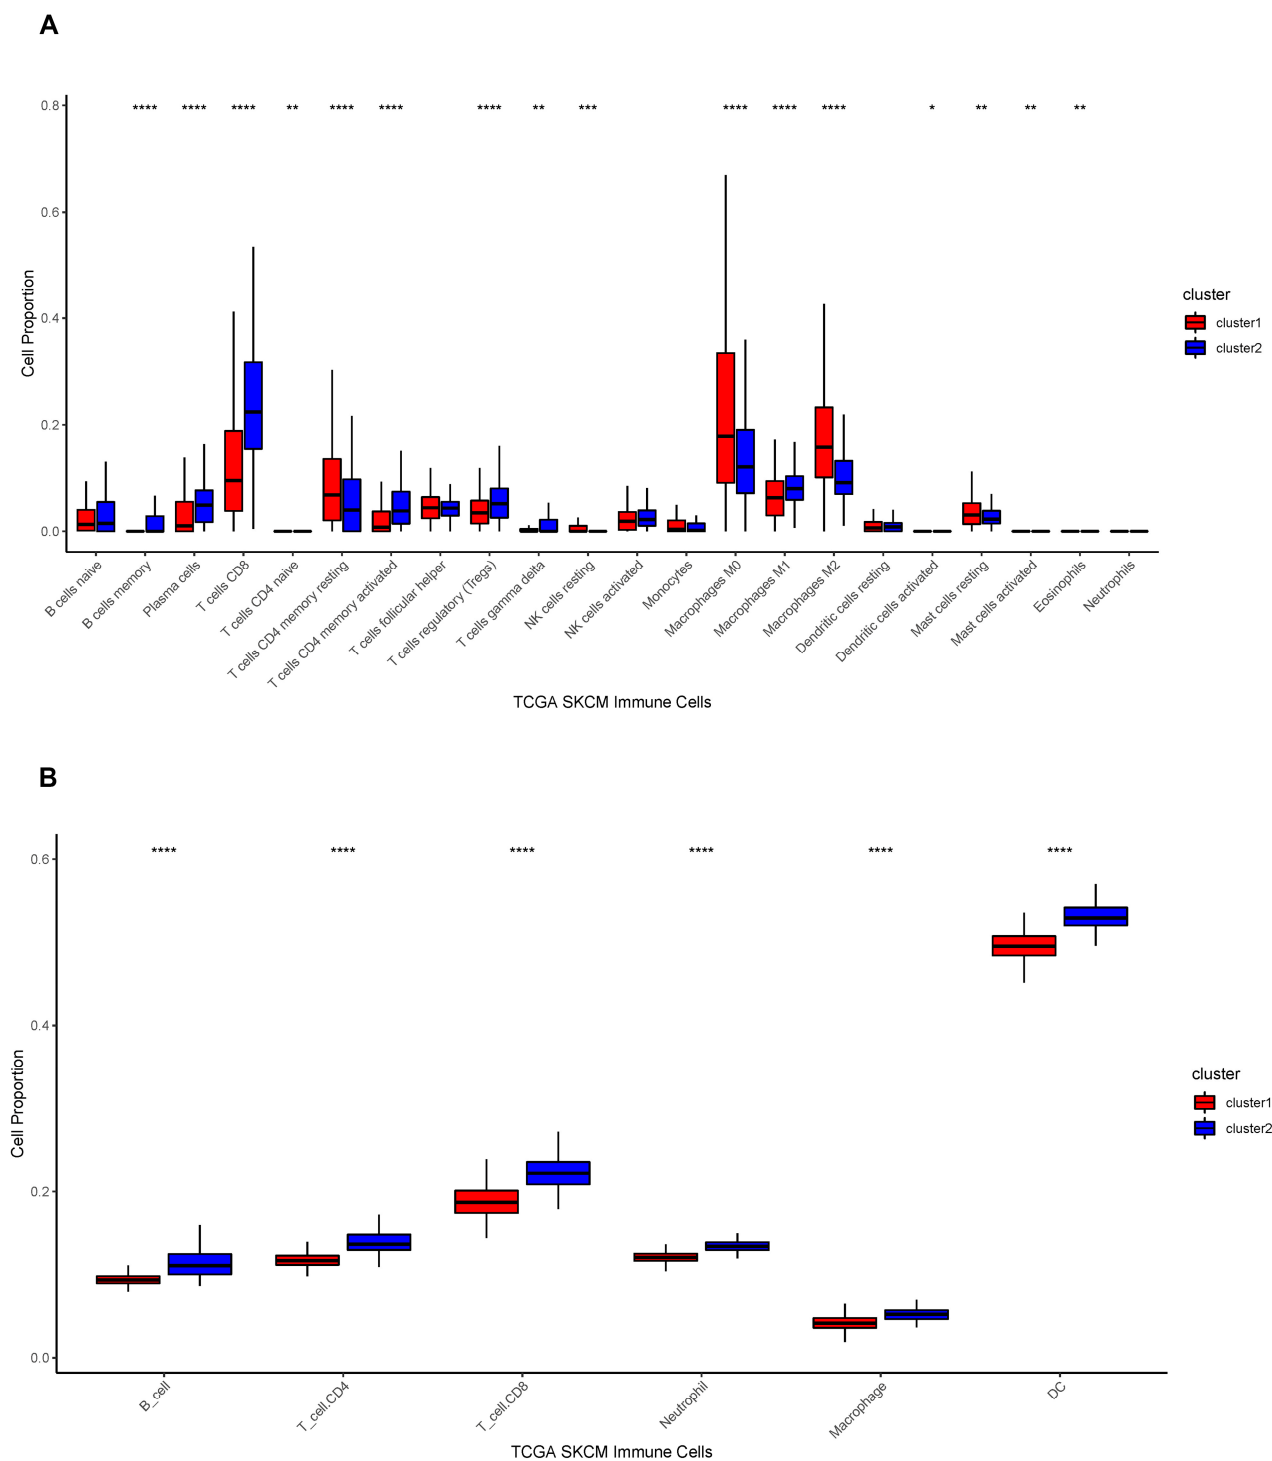 A
**** **** **** ** **** **** **** ** *** **** **** **** * ** ** **
0.8
0.6
0.4
0.2
0.0
Cell Proportion
B cells naive
B cells memory
Plasma cells
T cells CD8
T cells CD4 naive
T cells CD4 memory resting
T cells CD4 memory activated
T cells follicular helper
T cells regulatory (Tregs)
T cells gamma delta
NK cells resting
NK cells activated
Monocytes
Macrophages M0
Macrophages M1
Macrophages M2
Dendritic cells resting
Dendritic cells activated
Mast cells resting
Mast cells activated
Eosinophils
Neutrophils
TCGA SKCM Immune Cells
cluster
cluster1
cluster2
B
**** **** **** **** **** ****
0.6
0.4
0.2
0.0
Cell Proportion
B_cell
T_cell.CD4
T_cell.CD8
Neutrophil
Macrophage
DC
TCGA SKCM Immune Cells
cluster
cluster1
cluster2